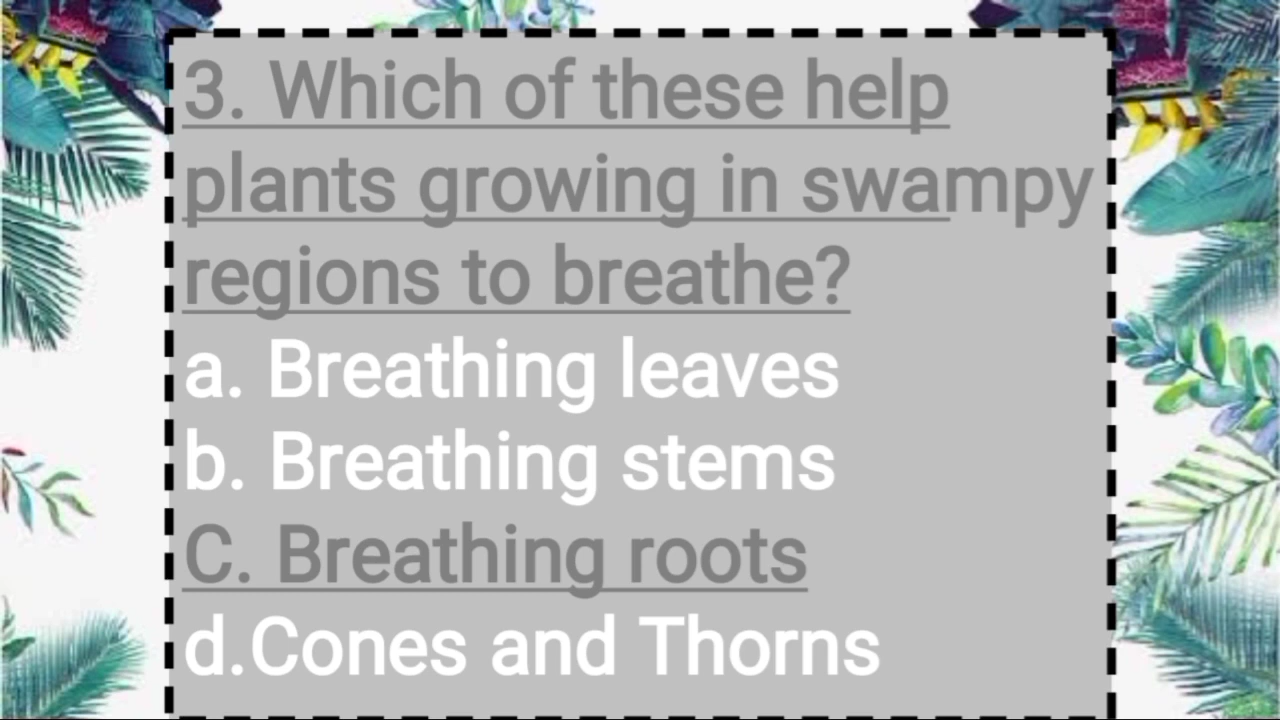 3. Which of these help
plants growing in swampy
regions to breathe?
a. Breathing leaves
b. Breathing stems
C. Breathing roots
d.Cones and Thorns